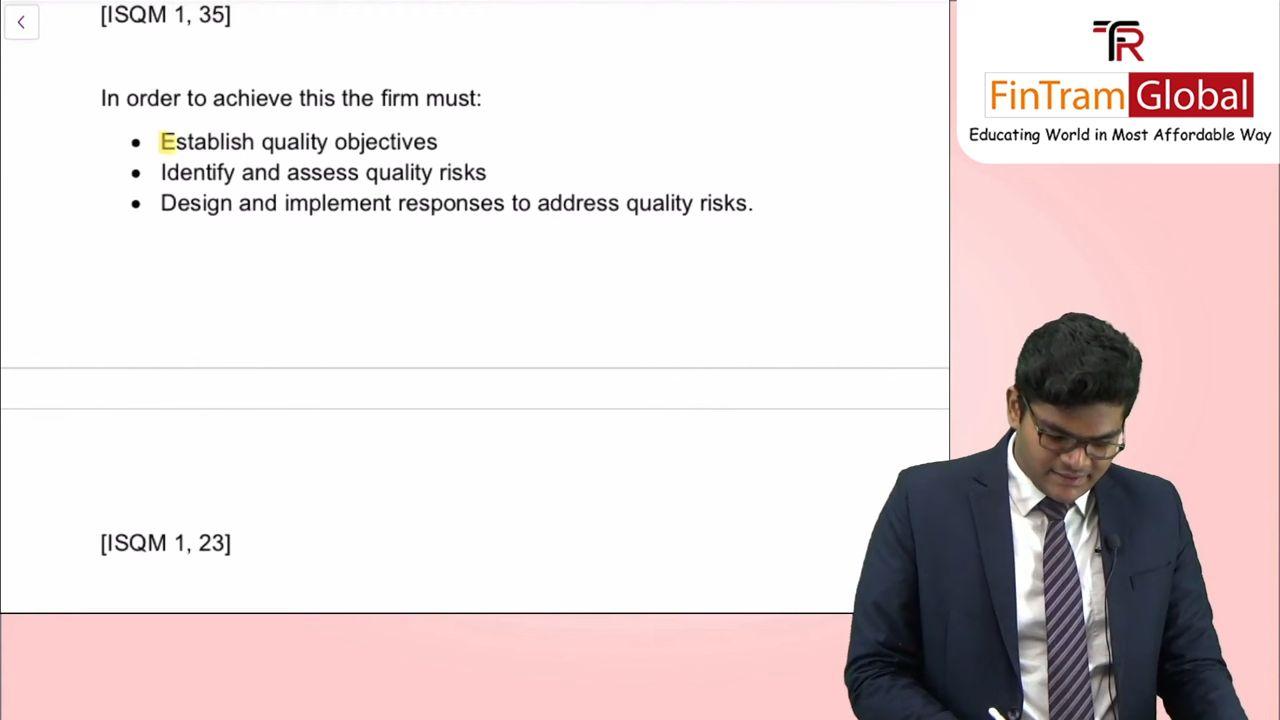 [ISQM 1, 35]
In order to achieve this the firm must:
• Establish quality objectives
• Identify and assess quality risks
• Design and implement responses to address quality risks.
[ISQM 1, 23]
FinTram Global
Educating World in Most Affordable Way